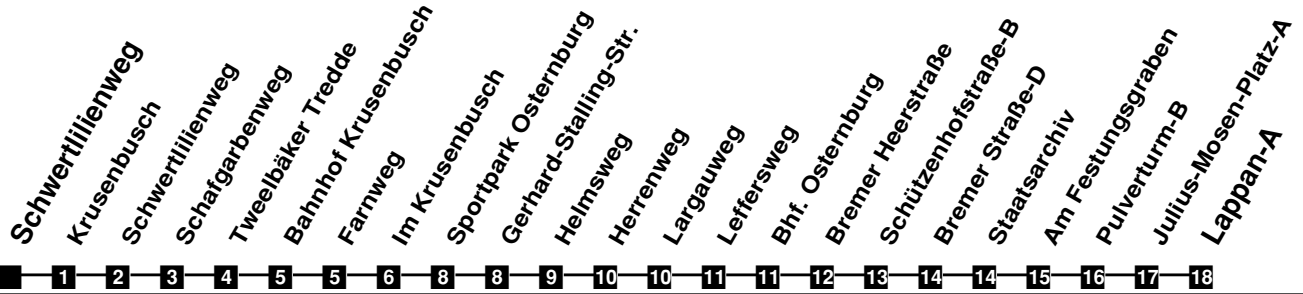 Schwertlilienweg
Krusenbusch
Schwertlilienweg
Schafgarbenweg
Tweelbäker Tredde
Bahnhof Krusenbusch
Farnweg
Im Krusenbusch
Sportpark Osternburg
Gerhard-Stalling-Str.
Helmsweg
Herrenweg
Largauweg
Leffersweg
Bhf. Osternburg
Bremer Heerstraße
Schützenhofstraße-B
Bremer Straße-D
Staatsarchiv
Am Festungsgraben
Pulverturm-B
Julius-Mosen-Platz-A
Lappan-A
1 2 3 4 5 5 6 8 8 9 10 10 11 11 12 13 14 14 15 16 17 18